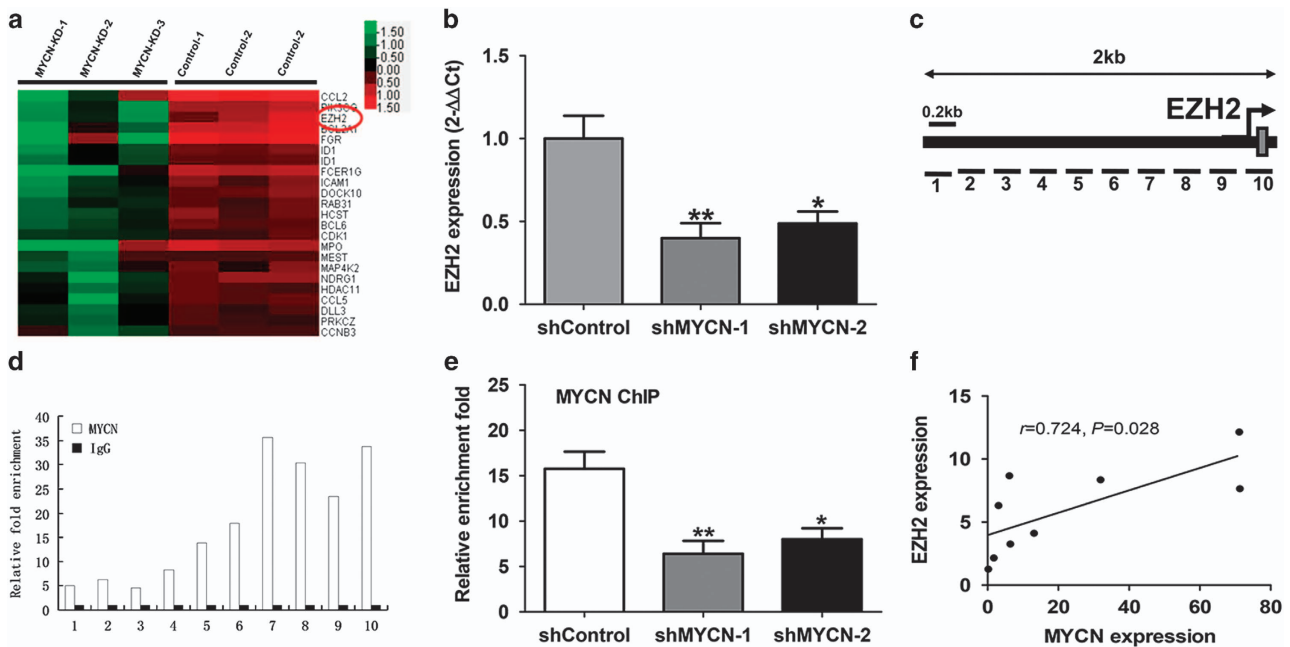 a
MYCN-KD-1
MYCN-KD-2
MYCN-KD-3
Control-1
Control-2
Control-2
1.50
1.00
0.50
0.00
0.50
1.00
1.50
CCL2
PIK3CG
EZH2
BCL2A1
FGR
ID1
ID1
FCER1G
ICAM1
DOCK10
RAB31
HCST
BCL6
CDK1
MPO
MEST
MAP4K2
NDRG1
HDAC11
CCL5
DLL3
PRKCZ
CCNB3
b
EZH2 expression (2-ΔΔCt)
1.5
1.0
0.5
0.0
**
*
shControl
shMYCN-1
shMYCN-2
c
2kb
0.2kb
EZH2
1 2 3 4 5 6 7 8 9 10
d
Relative fold enrichment
40
35
30
25
20
15
10
5
0
MYCN
IgG
1 2 3 4 5 6 7 8 9 10
e
Relative enrichment fold
25
20
15
10
5
0
MYCN ChIP
**
*
shControl
shMYCN-1
shMYCN-2
f
EZH2 expression
15
10
5
0
r=0.724, P=0.028
0 20 40 60 80
MYCN expression